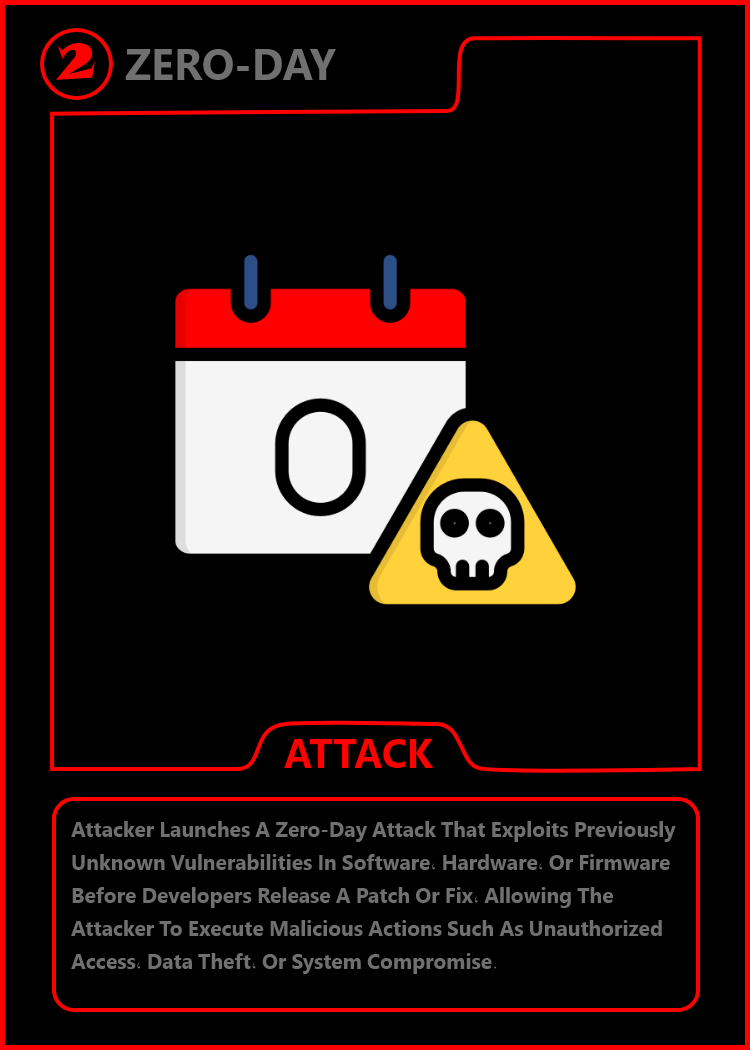 2 ZERO-DAY
0
ATTACK
Attacker Launches A Zero-Day Attack That Exploits Previously
Unknown Vulnerabilities In Software, Hardware, Or Firmware
Before Developers Release A Patch Or Fix, Allowing The
Attacker To Execute Malicious Actions Such As Unauthorized
Access, Data Theft, Or System Compromise.